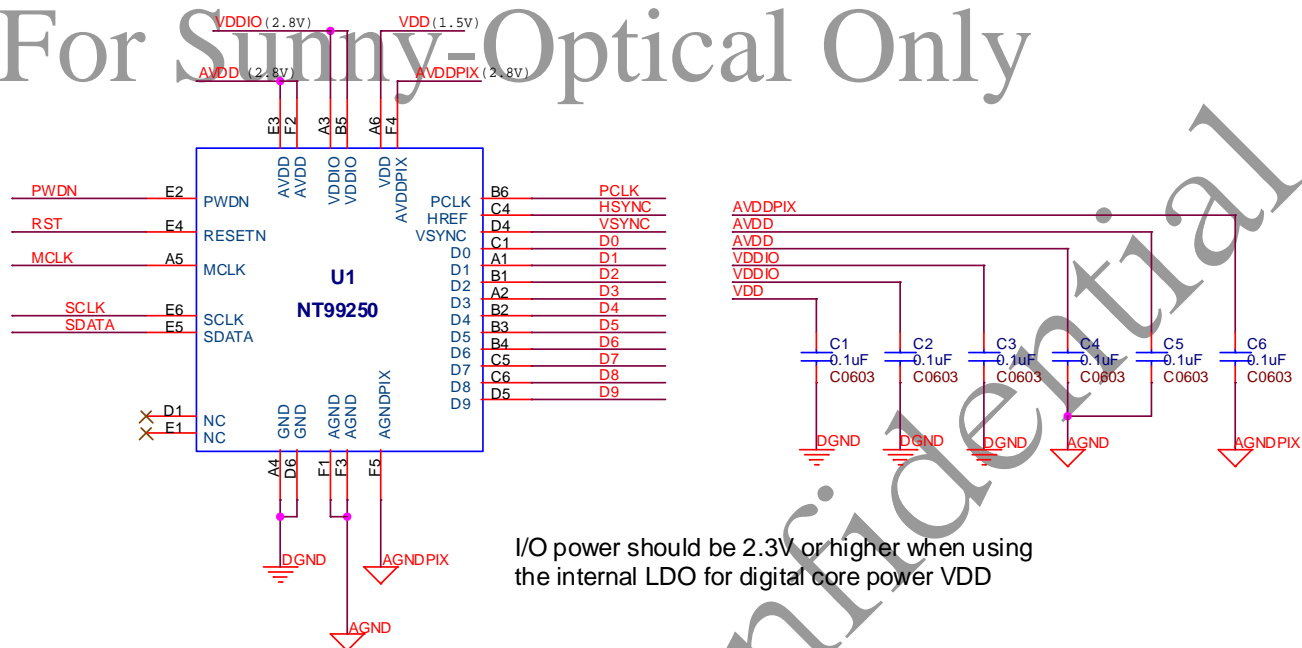 For Sunny-Optical Only
Confidential
VDDIO (2.8V)
VDD (1.5V)
AVDD (2.8V)
AVDDPIX (2.8V)
E3 F2 A3 B5 A6 F4
AVDD AVDD VDDIO VDDIO VDD AVDDPIX
PWDN E2 PWDN
RST E4 RESETN
MCLK A5 MCLK
SCLK E6 SCLK
SDATA E5 SDATA
D1 NC
E1 NC
U1
NT99250
PCLK B6 PCLK
HREF C4 HSYNC
VSYNC D4 VSYNC
D0 C1 D0
D1 A1 D1
D2 B1 D2
D3 A2 D3
D4 B2 D4
D5 B3 D5
D6 B4 D6
D7 C5 D7
D8 C6 D8
D9 D5 D9
GND GND AGND AGND AGNDPIX
A4 D6 F1 F3 F5
DGND
AGNDPIX
AGND
AVDDPIX
AVDD
AVDD
VDDIO
VDDIO
VDD
C1 C2 C3 C4 C5 C6
0.1uF 0.1uF 0.1uF 0.1uF 0.1uF 0.1uF
C0603 C0603 C0603 C0603 C0603 C0603
DGND DGND DGND AGND AGNDPIX
I/O power should be 2.3V or higher when using
the internal LDO for digital core power VDD